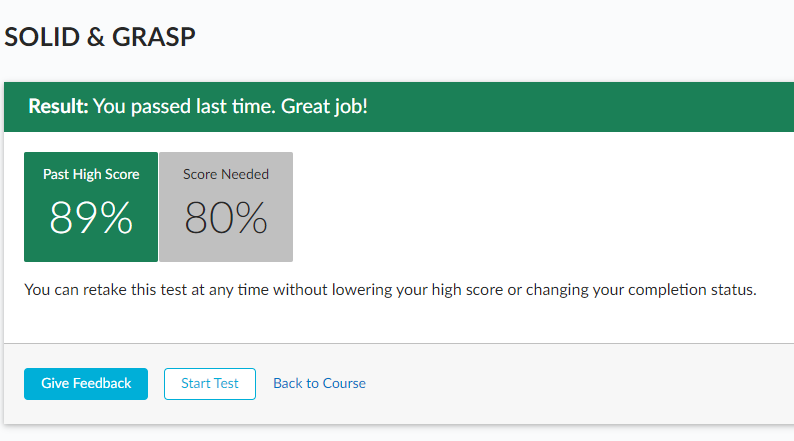 SOLID & GRASP
Result: You passed last time. Great job!
Past High Score
Score Needed
89%
80%
You can retake this test at any time without lowering your high score or changing your completion status.
Give Feedback
Start Test
Back to Course